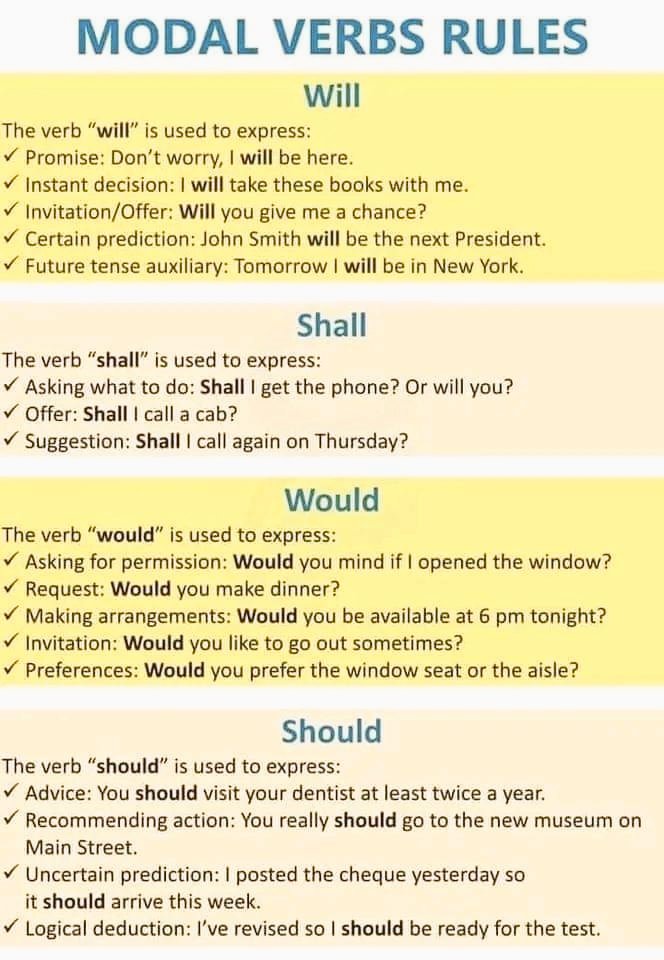 MODAL VERBS RULES
Will
The verb “will” is used to express:
✓ Promise: Don’t worry, I will be here.
✓ Instant decision: I will take these books with me.
✓ Invitation/Offer: Will you give me a chance?
✓ Certain prediction: John Smith will be the next President.
✓ Future tense auxiliary: Tomorrow I will be in New York.
Shall
The verb “shall” is used to express:
✓ Asking what to do: Shall I get the phone? Or will you?
✓ Offer: Shall I call a cab?
✓ Suggestion: Shall I call again on Thursday?
Would
The verb “would” is used to express:
✓ Asking for permission: Would you mind if I opened the window?
✓ Request: Would you make dinner?
✓ Making arrangements: Would you be available at 6 pm tonight?
✓ Invitation: Would you like to go out sometimes?
✓ Preferences: Would you prefer the window seat or the aisle?
Should
The verb “should” is used to express:
✓ Advice: You should visit your dentist at least twice a year.
✓ Recommending action: You really should go to the new museum on
Main Street.
✓ Uncertain prediction: I posted the cheque yesterday so
it should arrive this week.
✓ Logical deduction: I’ve revised so I should be ready for the test.